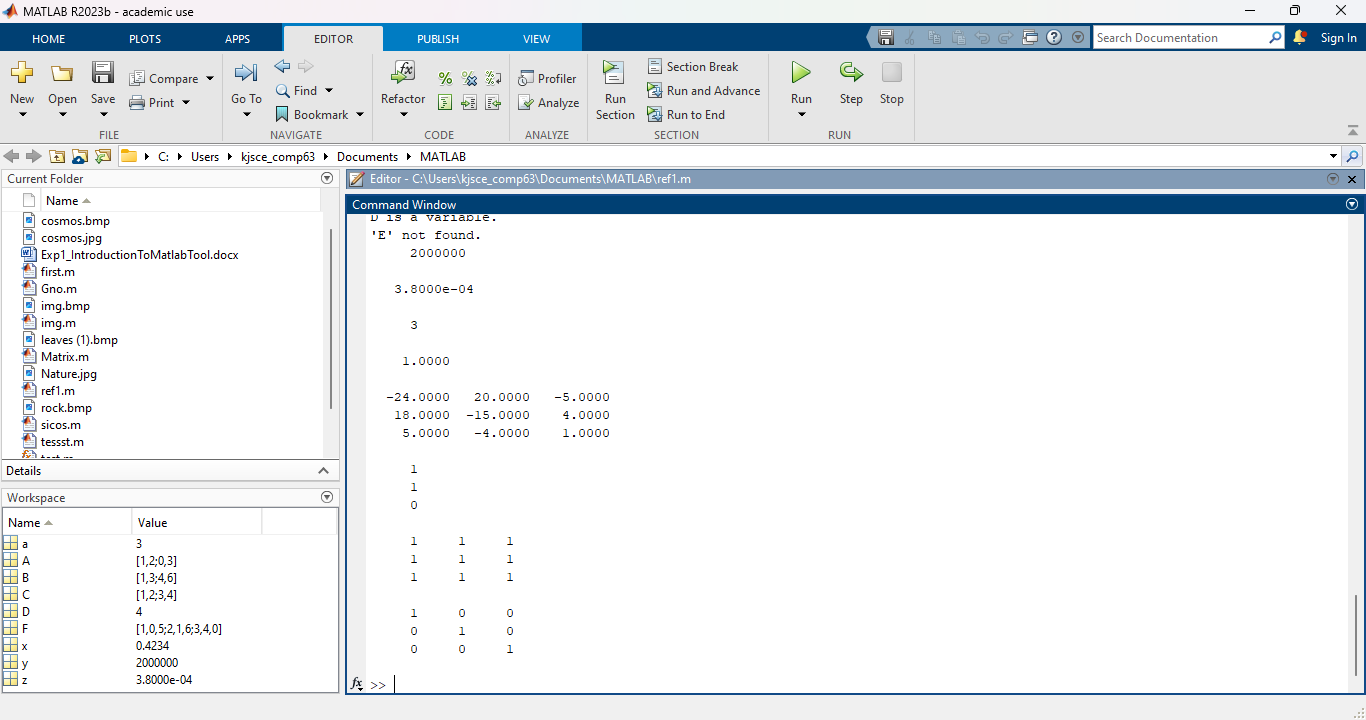 MATLAB R2023b - academic use
HOME PLOTS APPS EDITOR PUBLISH VIEW Search Documentation Sign In
New Open Save Compare Print Go To Find Bookmark Refactor Profiler Analyze Run Section Section Break Run and Advance Run to End Run Step Stop
FILE NAVIGATE CODE ANALYZE SECTION RUN
C: Users kjsce_comp63 Documents MATLAB
Current Folder
Name
cosmos.bmp
cosmos.jpg
Exp1_IntroductionToMatlabTool.docx
first.m
Gno.m
img.bmp
img.m
leaves (1).bmp
Matrix.m
Nature.jpg
ref1.m
rock.bmp
sicos.m
tessst.m
Details
Workspace
Name Value
a 3
A [1,2;0,3]
B [1,3;4,6]
C [1,2;3,4]
D 4
F [1,0,5;2,1,6;3,4,0]
x 0.4234
y 2000000
z 3.8000e-04
Editor - C:\Users\kjsce_comp63\Documents\MATLAB\ref1.m
Command Window
D is a variable.
'E' not found.
2000000
3.8000e-04
3
1.0000
-24.0000 20.0000 -5.0000
18.0000 -15.0000 4.0000
5.0000 -4.0000 1.0000
1
1
0
1 1 1
1 1 1
1 1 1
1 0 0
0 1 0
0 0 1
fx >>